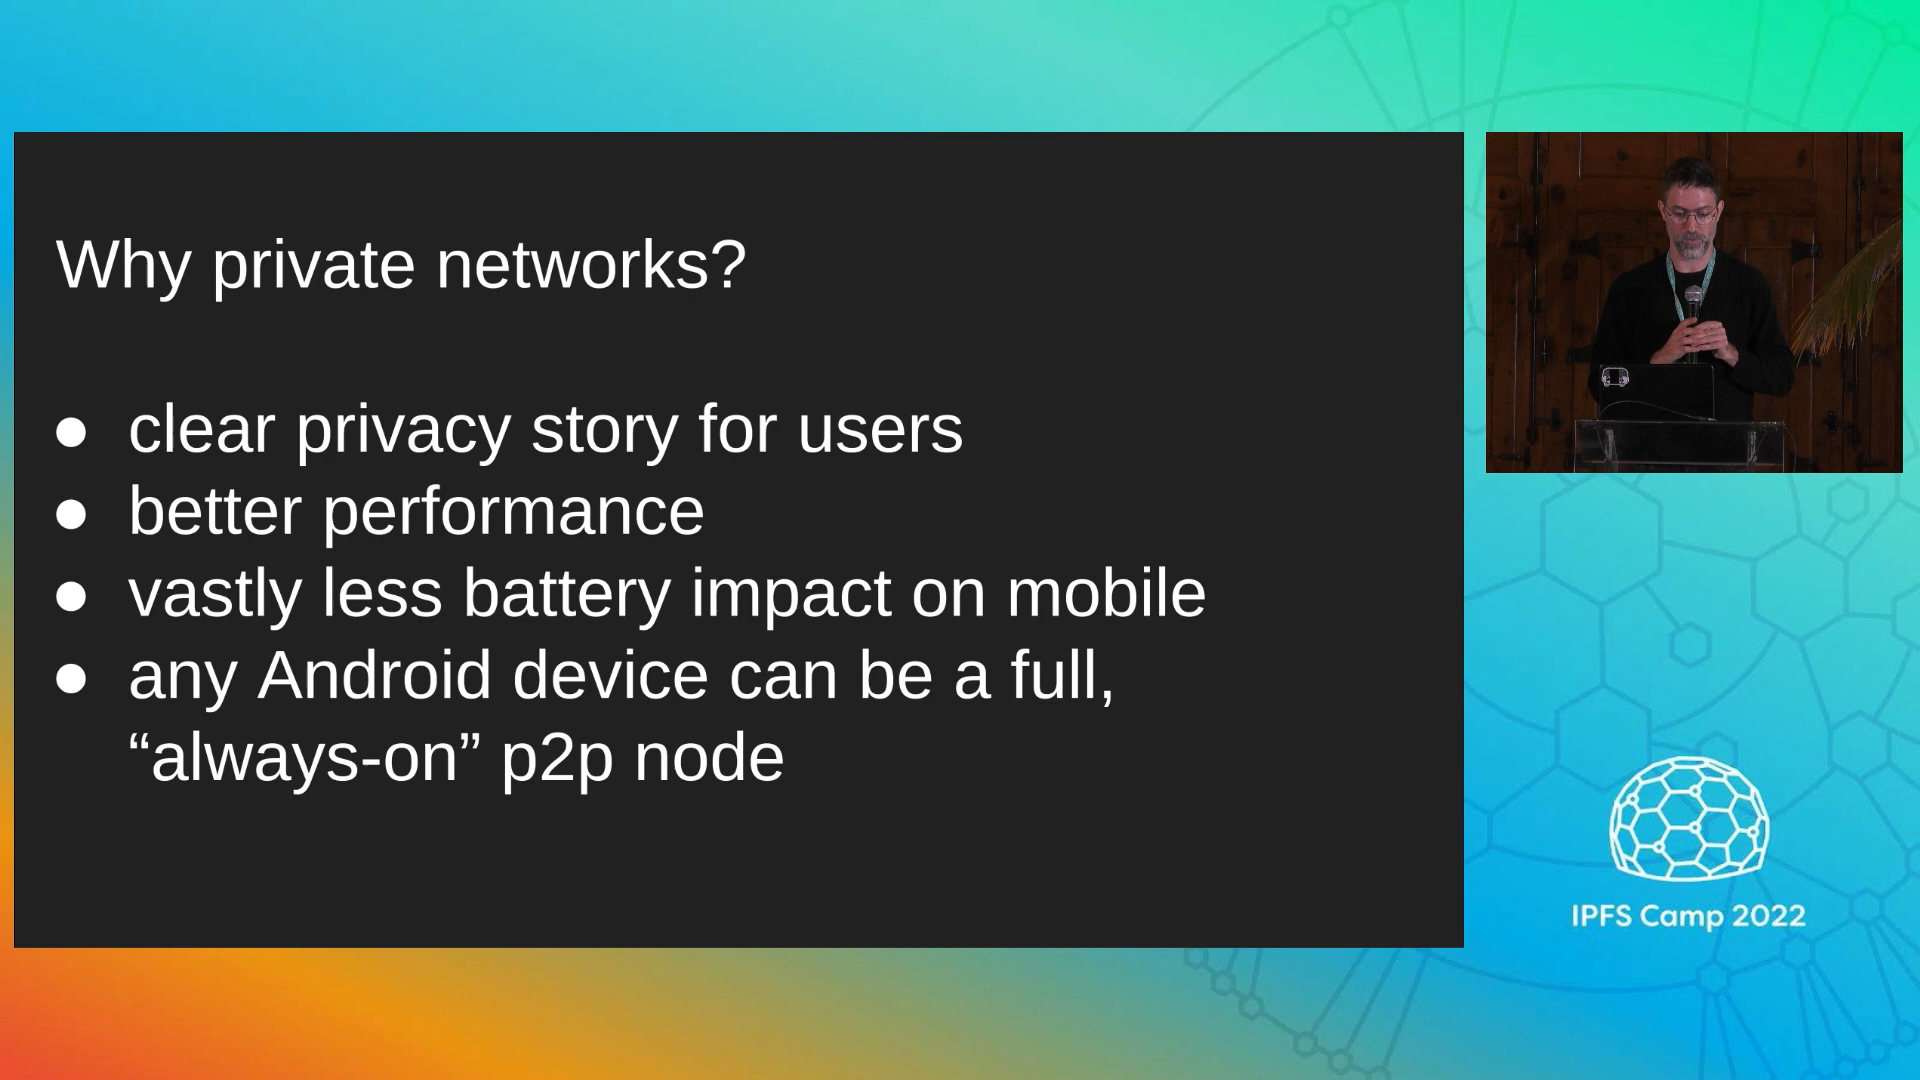 Why private networks?
● clear privacy story for users
● better performance
● vastly less battery impact on mobile
● any Android device can be a full,
“always-on” p2p node
IPFS Camp 2022